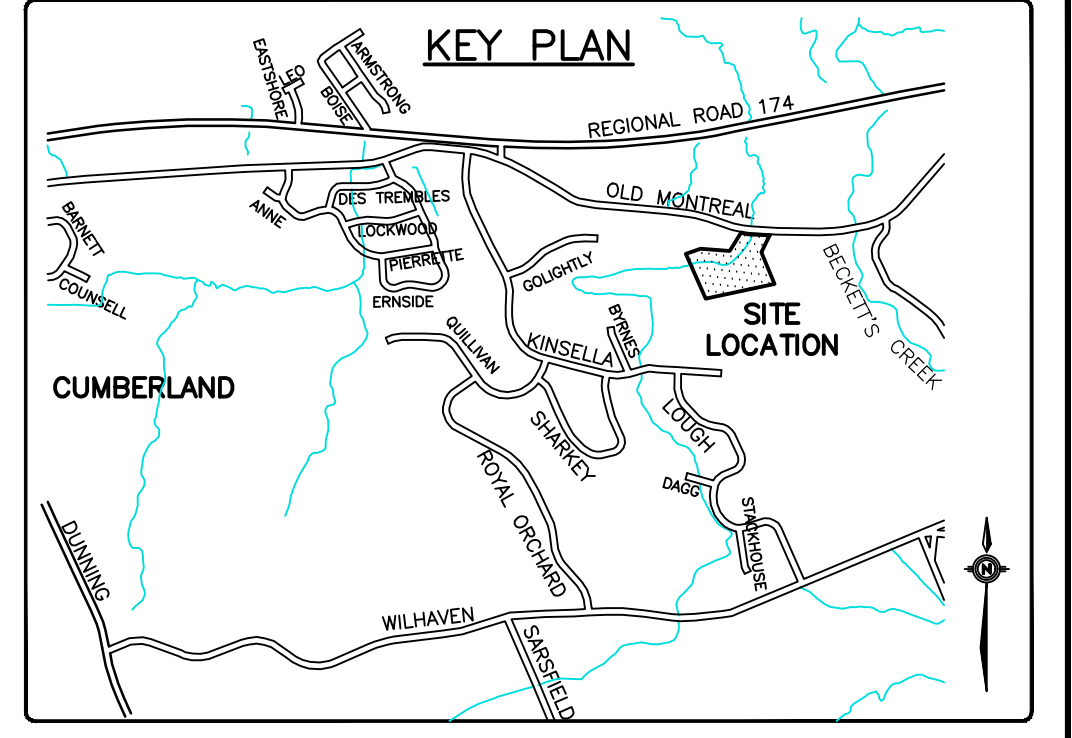 KEY PLAN
EASTSHORE
EO
ARMSTRONG
BOISE
REGIONAL ROAD 174
OLD MONTREAL
DES TREMBLES
ANNE
LOCKWOOD
BARNETT
PIERRETTE
GOLIGHTLY
COUNSELL
ERNSIDE
BECKETT'S CREEK
SITE
LOCATION
QUILLIVAN
BYRNES
KINSELLA
CUMBERLAND
SHARKEY
LOUGH
ROYAL ORCHARD
DAGG
STACKHOUSE
DUNNING
N
WILHAVEN
SARSFIELD